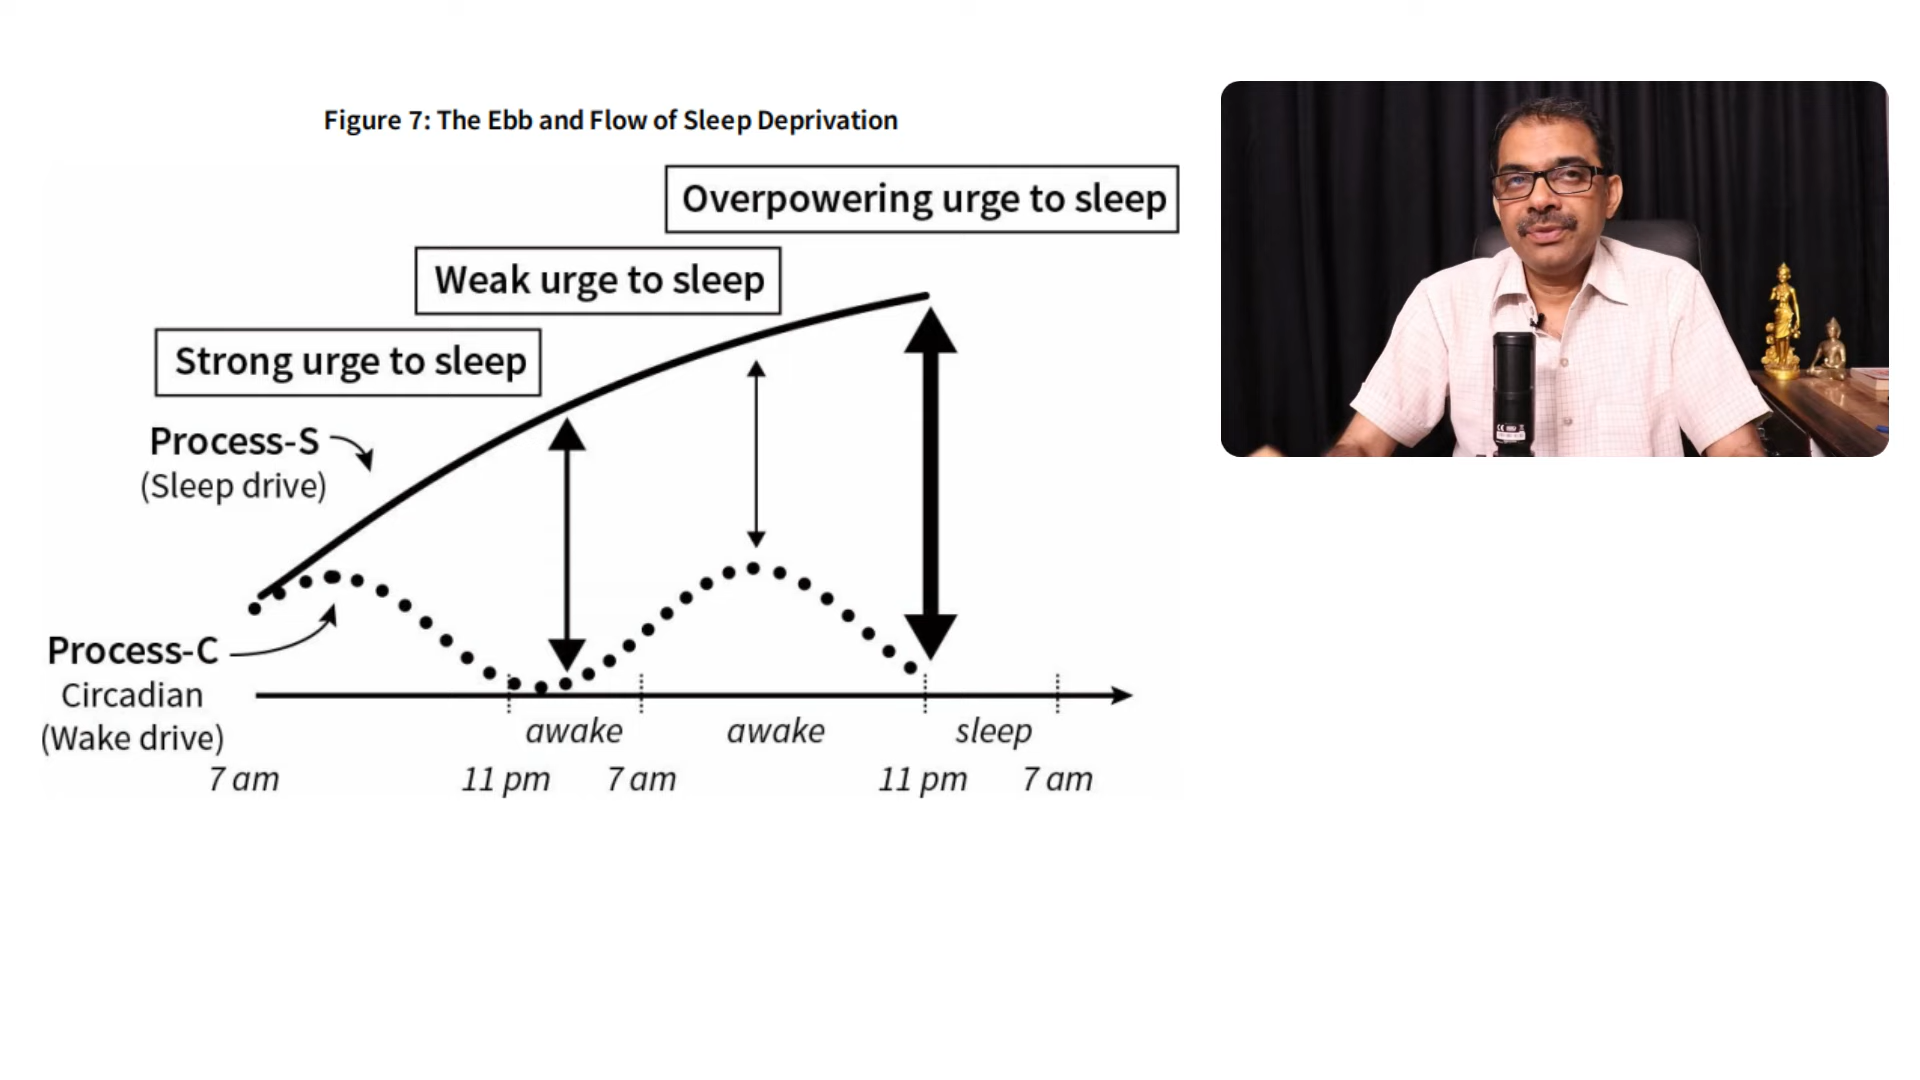 Figure 7: The Ebb and Flow of Sleep Deprivation
Overpowering urge to sleep
Weak urge to sleep
Strong urge to sleep
Process-S
(Sleep drive)
Process-C
Circadian
(Wake drive)
awake awake sleep
7 am 11 pm 7 am 11 pm 7 am